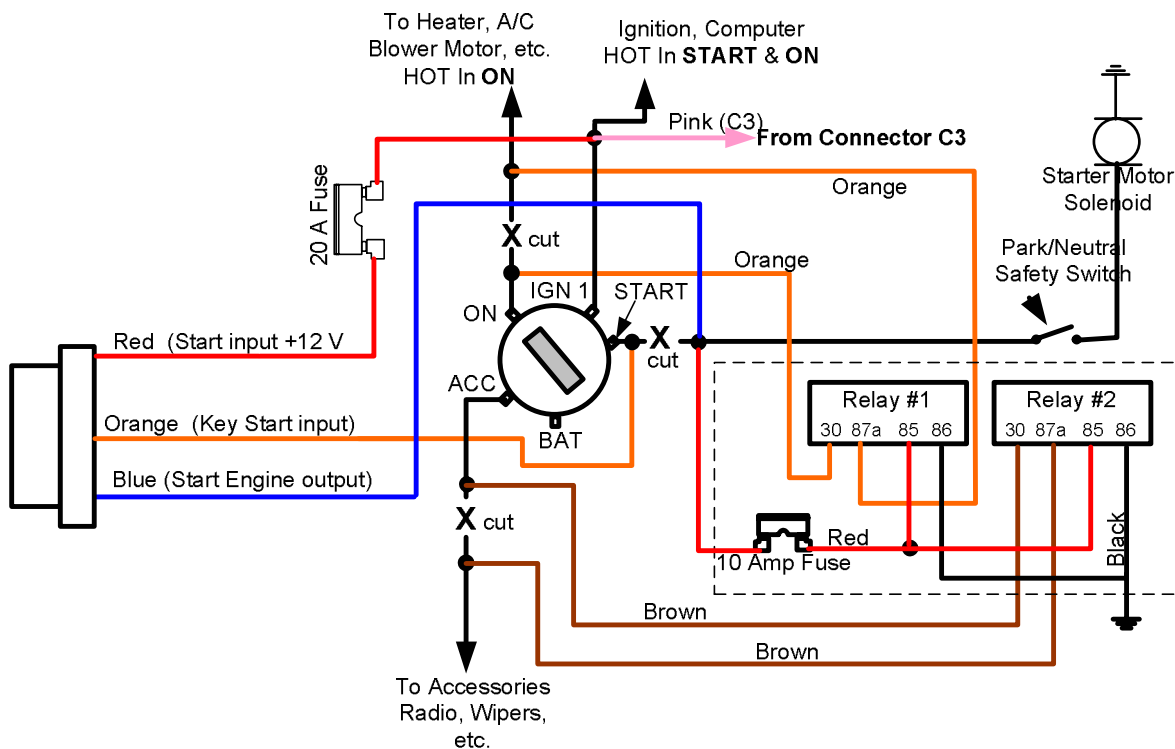 To Heater, A/C
Blower Motor, etc.
HOT In ON
Ignition, Computer
HOT In START & ON
Pink (C3)
From Connector C3
Orange
Starter Motor
Solenoid
20 A Fuse
X cut
Orange
Park/Neutral
Safety Switch
IGN 1
START
ON
X
cut
Red (Start input +12 V
ACC
BAT
Relay #1
30 87a 85 86
Relay #2
30 87a 85 86
Orange (Key Start input)
Blue (Start Engine output)
X cut
Red
10 Amp Fuse
Black
Brown
Brown
To Accessories
Radio, Wipers,
etc.